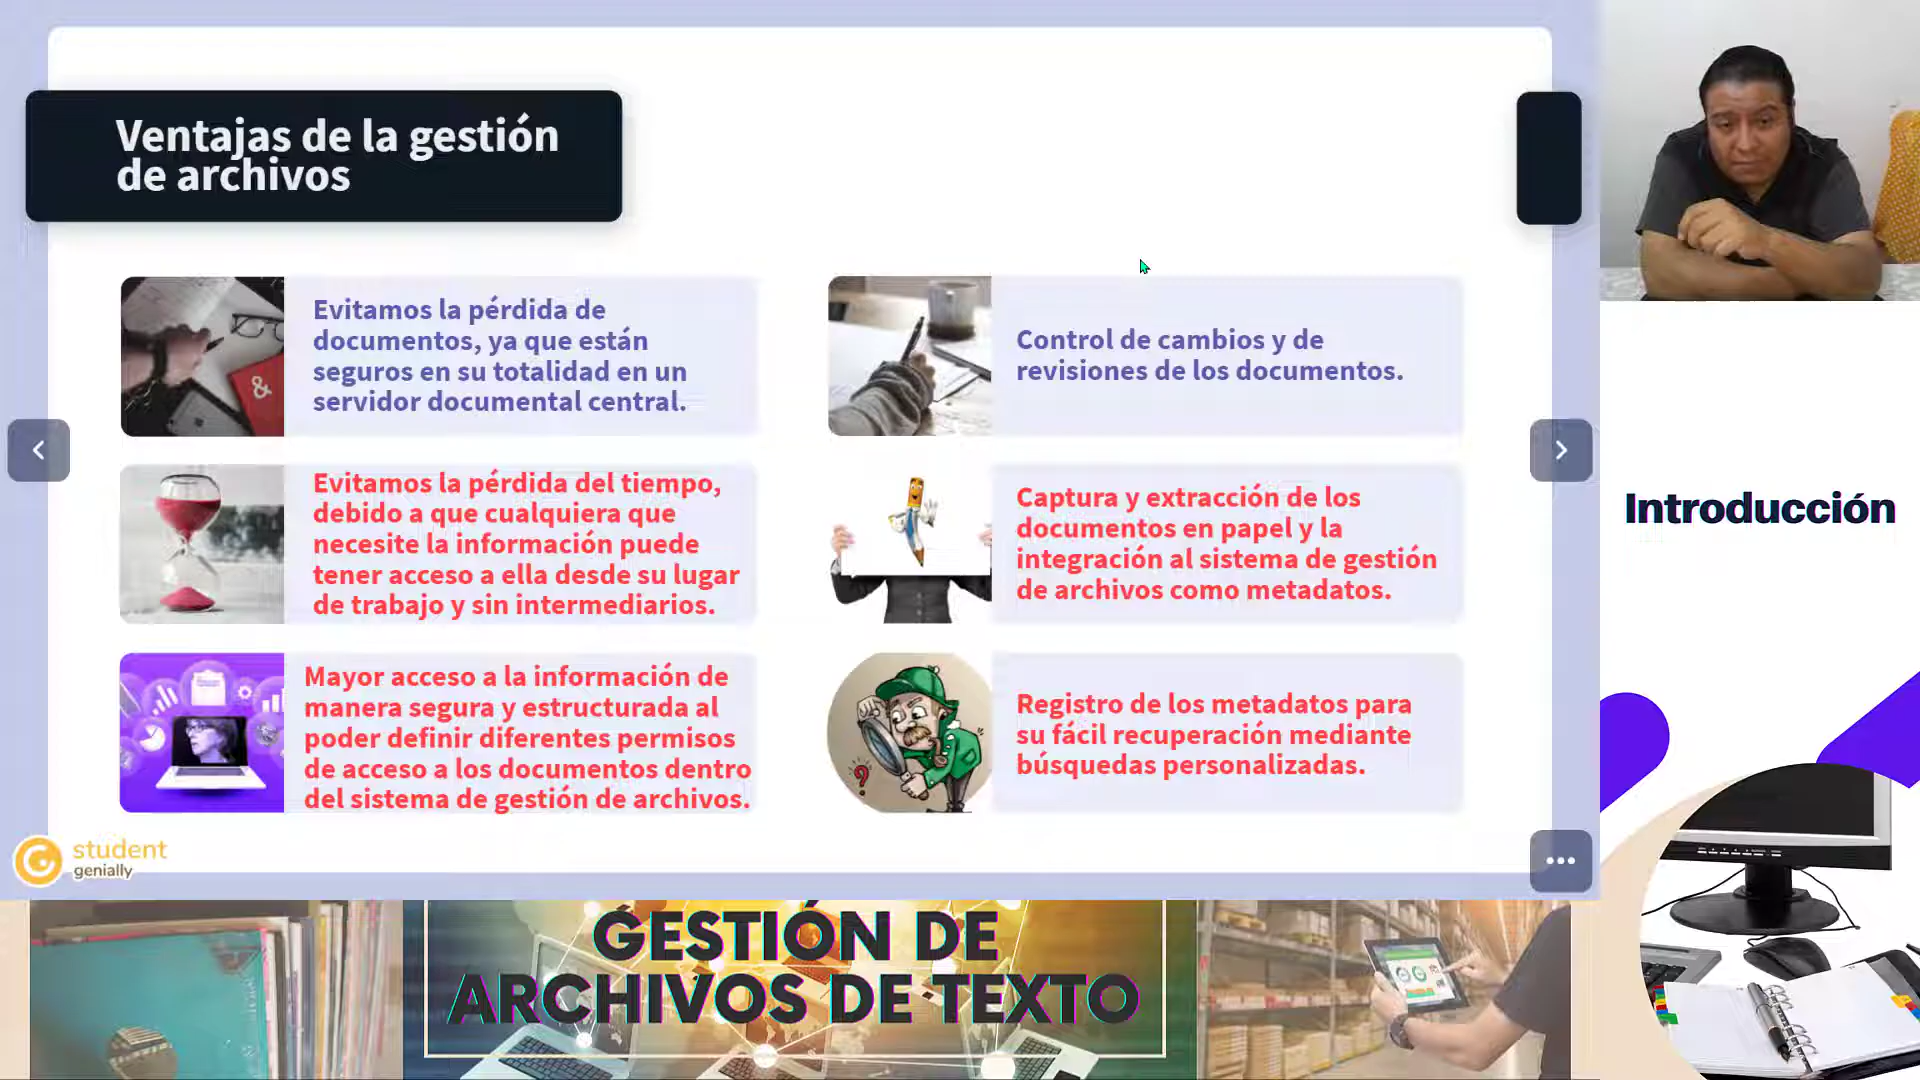 Ventajas de la gestión
de archivos
Evitamos la pérdida de
documentos, ya que están
seguros en su totalidad en un
servidor documental central.
Control de cambios y de
revisiones de los documentos.
Evitamos la pérdida del tiempo,
debido a que cualquiera que
necesite la información puede
tener acceso a ella desde su lugar
de trabajo y sin intermediarios.
Captura y extracción de los
documentos en papel y la
integración al sistema de gestión
de archivos como metadatos.
Mayor acceso a la información de
manera segura y estructurada al
poder definir diferentes permisos
de acceso a los documentos dentro
del sistema de gestión de archivos.
Registro de los metadatos para
su fácil recuperación mediante
búsquedas personalizadas.
&
?
student
genially
Introducción
GESTIÓN DE
ARCHIVOS DE TEXTO